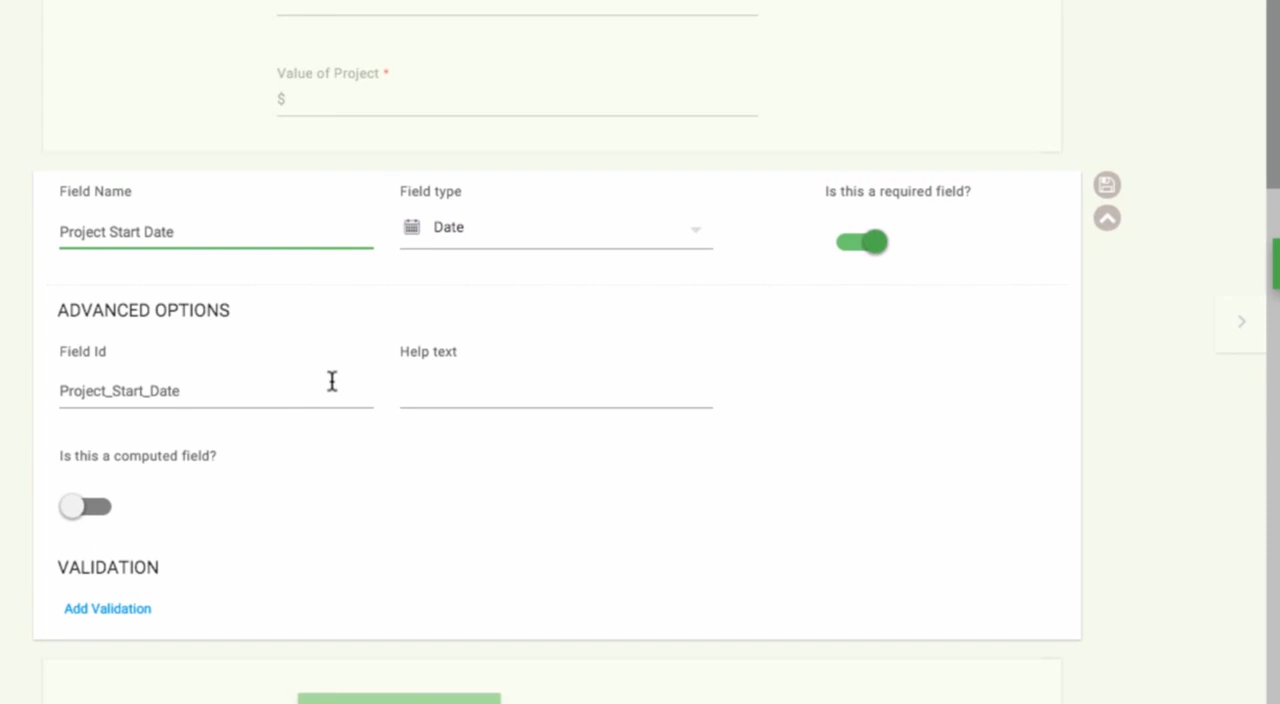 Value of Project *
$
Field Name
Field type
Is this a required field?
Project Start Date
Date
ADVANCED OPTIONS
Field Id
Help text
Project_Start_Date
Is this a computed field?
VALIDATION
Add Validation